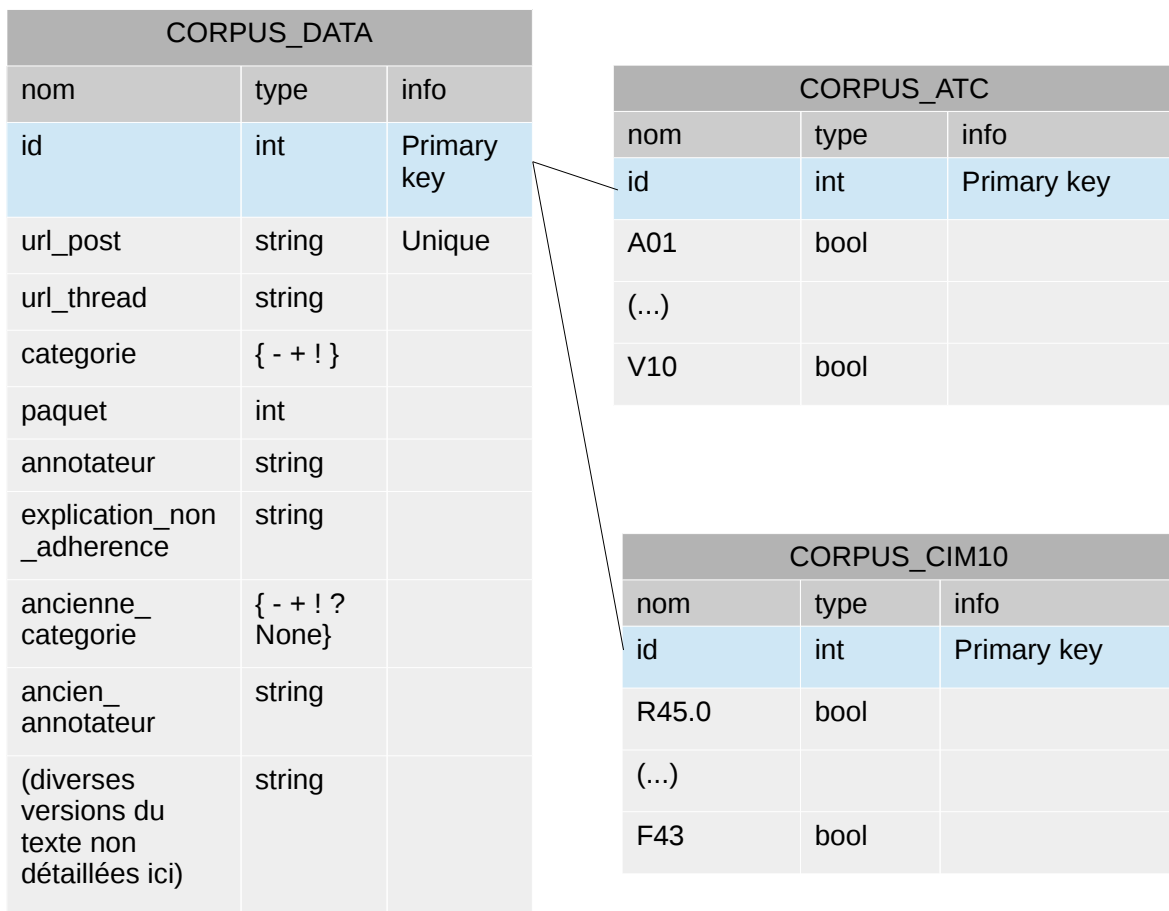 CORPUS_DATA
nom type info
id int Primary
key
url_post string Unique
url_thread string
categorie { - + ! }
paquet int
annotateur string
explication_non string
_adherence
ancienne_ { - + ! ?
categorie None}
ancien_ string
annotateur
(diverses string
versions du
texte non
détaillées ici)
CORPUS_ATC
nom type info
id int Primary key
A01 bool
(...)
V10 bool
CORPUS_CIM10
nom type info
id int Primary key
R45.0 bool
(...)
F43 bool